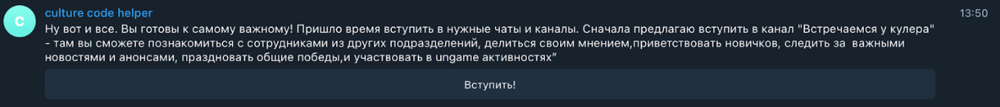 culture code helper
13:50
Ну вот и все. Вы готовы к самому важному! Пришло время вступить в нужные чаты и каналы. Сначала предлагаю вступить в канал "Встречаемся у кулера"
- там вы сможете познакомиться с сотрудниками из других подразделений, делиться своим мнением,приветствовать новичков, следить за  важными
новостями и анонсами, праздновать общие победы,и участвовать в ungame активностях”
Вступить!
C